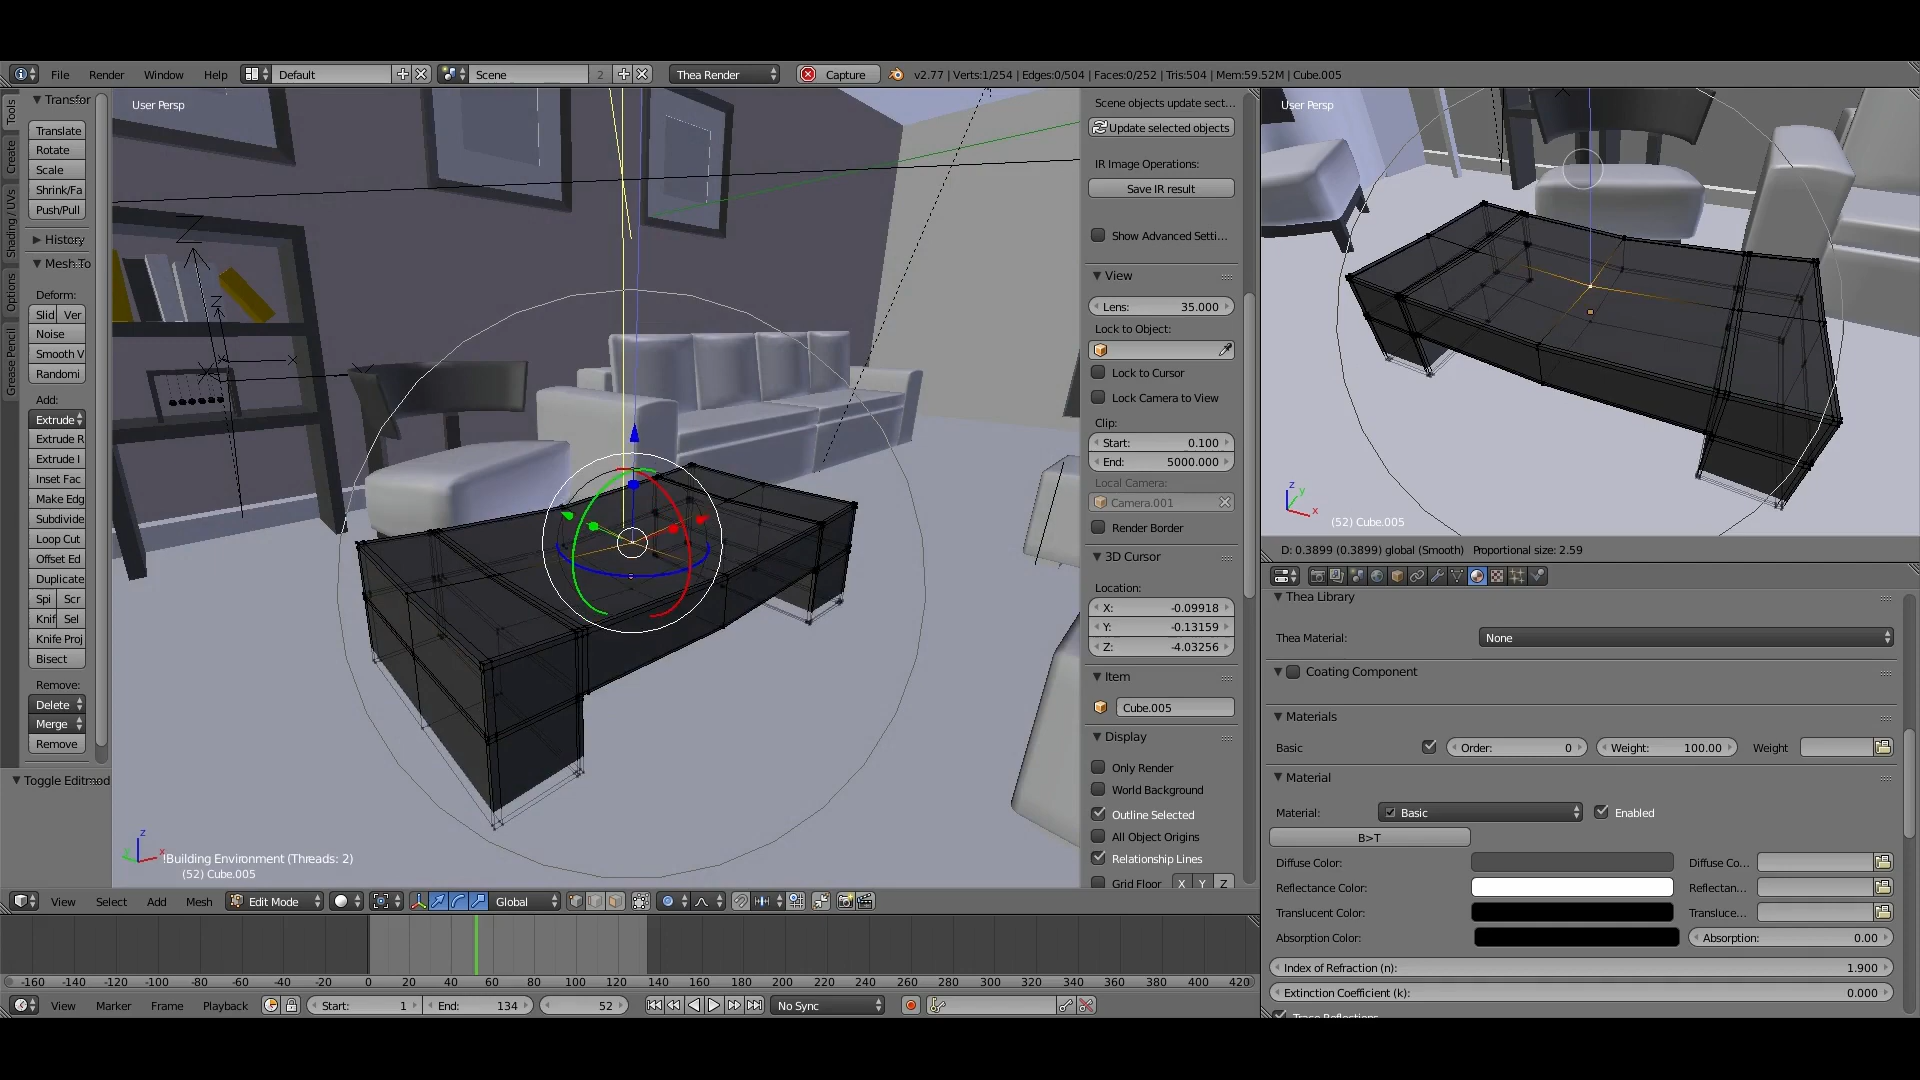 File Render Window Help Default Scene 2 Thea Render Capture v2.77 | Verts:1/254 | Edges:0/504 | Faces:0/252 | Tris:504 | Mem:59.52M | Cube.005
Tools
Create
Shading / UVs
Options
Grease Pencil
Transfor
Translate
Rotate
Scale
Shrink/Fa
Push/Pull
History
Mesh To
Deform:
Slid Ver
Noise
Smooth V
Randomi
Add:
Extrude
Extrude R
Extrude I
Inset Fac
Make Edg
Subdivide
Loop Cut
Offset Ed
Duplicate
Spi Scr
Knif Sel
Knife Proj
Bisect
Remove:
Delete
Merge
Remove
Toggle Editmod
User Persp
z
x
!Building Environment (Threads: 2)
(52) Cube.005
Scene objects update sect...
Update selected objects
IR Image Operations:
Save IR result
Show Advanced Setti...
View
Lens: 35.000
Lock to Object:
Lock to Cursor
Lock Camera to View
Clip:
Start: 0.100
End: 5000.000
Local Camera:
Camera.001
Render Border
3D Cursor
Location:
X: -0.09918
Y: -0.13159
Z: -4.03256
Item
Cube.005
Display
Only Render
World Background
Outline Selected
All Object Origins
Relationship Lines
Grid Floor X Y Z
User Persp
z
y
x
(52) Cube.005
D: 0.3899 (0.3899) global (Smooth) Proportional size: 2.59
Thea Library
Thea Material: None
Coating Component
Materials
Basic Order: 0 Weight: 100.00 Weight
Material
Material: Basic Enabled
B>T
Diffuse Color: Diffuse Co...
Reflectance Color: Reflectan...
Translucent Color: Transluce...
Absorption Color: Absorption: 0.00
Index of Refraction (n): 1.900
Extinction Coefficient (k): 0.000
Trace Reflections
View Select Add Mesh Edit Mode Global
-160 -140 -120 -100 -80 -60 -40 -20 0 20 40 60 80 100 120 140 160 180 200 220 240 260 280 300 320 340 360 380 400 420
View Marker Frame Playback Start: 1 End: 134 52 No Sync